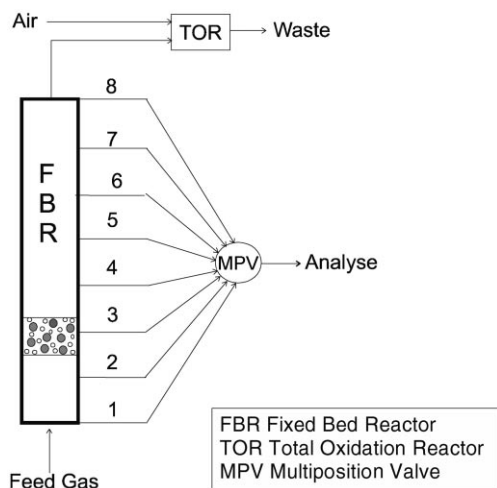 Air
TOR
Waste
8
7
6
5
4
3
2
1
F
B
R
MPV
Analyse
Feed Gas
FBR Fixed Bed Reactor
TOR Total Oxidation Reactor
MPV Multiposition Valve